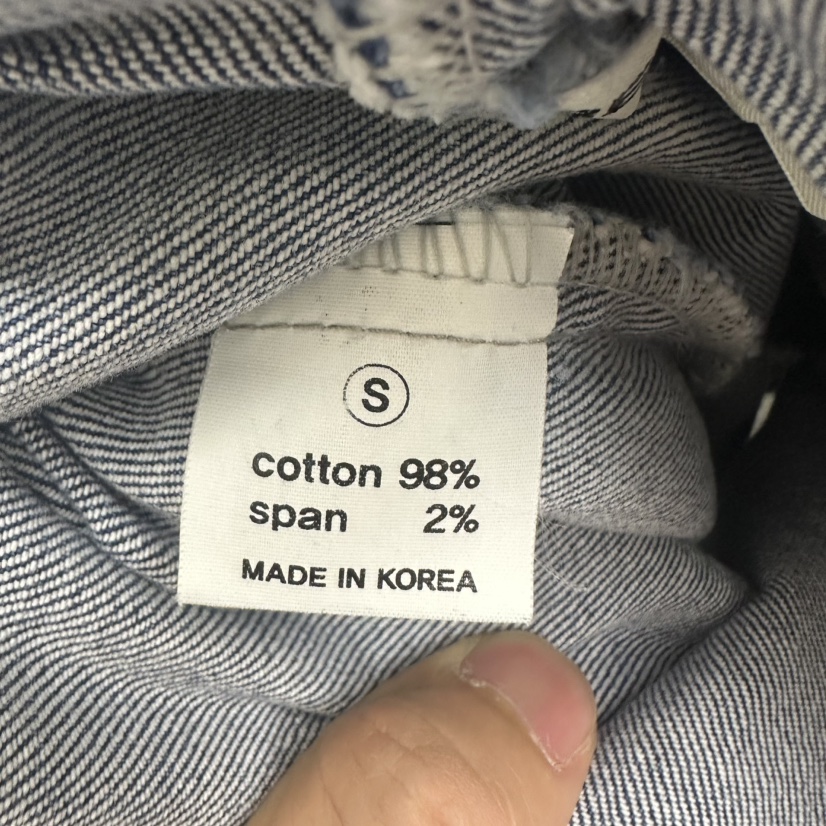 S
cotton 98%
span 2%
MADE IN KOREA